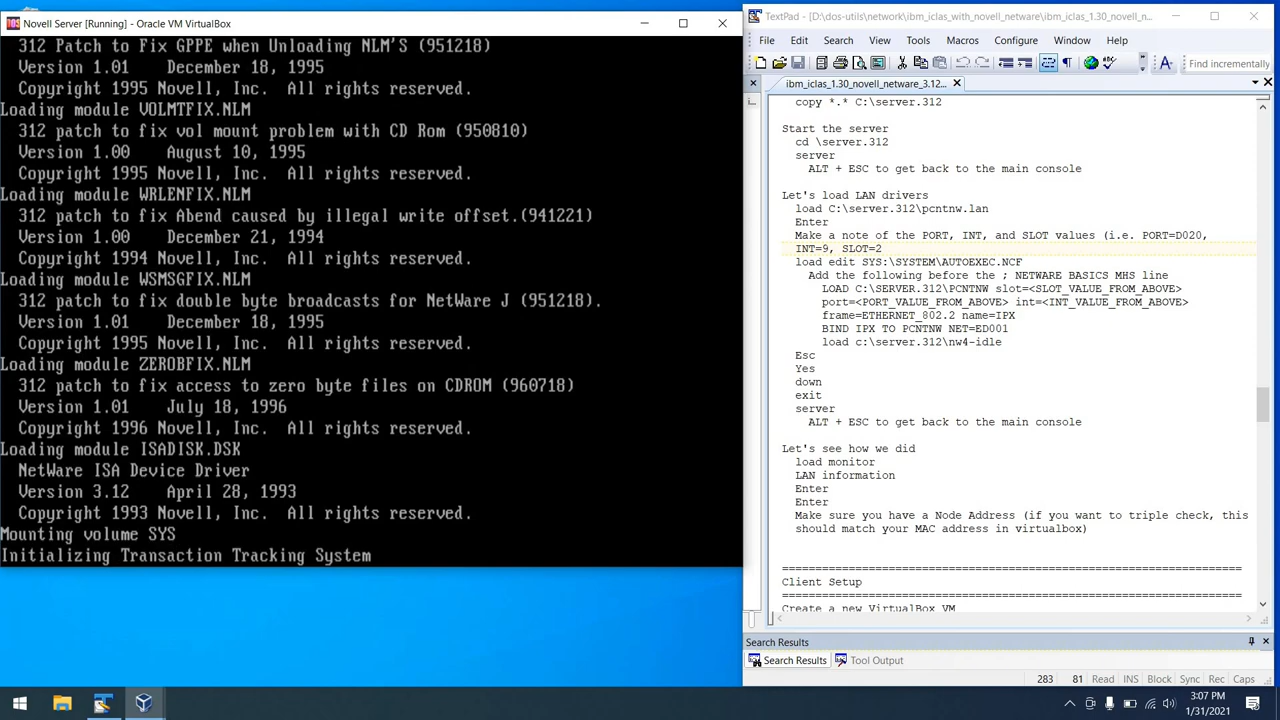 Novell Server [Running] - Oracle VM VirtualBox
312 Patch to Fix GPPE when Unloading NLM'S (951218)
Version 1.01    December 18, 1995
Copyright 1995 Novell, Inc.  All rights reserved.
Loading module VOLMTFIX.NLM
312 patch to fix vol mount problem with CD Rom (950810)
Version 1.00    August 10, 1995
Copyright 1995 Novell, Inc.  All rights reserved.
Loading module WRLENFIX.NLM
312 patch to fix Abend caused by illegal write offset.(941221)
Version 1.00    December 21, 1994
Copyright 1994 Novell, Inc.  All rights reserved.
Loading module WSMSGFIX.NLM
312 patch to fix double byte broadcasts for NetWare J (951218).
Version 1.01    December 18, 1995
Copyright 1995 Novell, Inc.  All rights reserved.
Loading module ZEROBFIX.NLM
312 patch to fix access to zero byte files on CDROM (960718)
Version 1.01    July 18, 1996
Copyright 1996 Novell, Inc.  All rights reserved.
Loading module ISADISK.DSK
NetWare ISA Device Driver
Version 3.12    April 28, 1993
Copyright 1993 Novell, Inc.  All rights reserved.
Mounting volume SYS
Initializing Transaction Tracking System
TextPad - [D:\dos-utils\network\ibm_iclas_with_novell_netware\ibm_iclas_1.30_novell_n...
File Edit Search View Tools Macros Configure Window Help
Find incrementally
ibm_iclas_1.30_novell_netware_3.12...
copy *.* C:\server.312
Start the server
cd \server.312
server
ALT + ESC to get back to the main console
Let's load LAN drivers
load C:\server.312\pcntnw.lan
Enter
Make a note of the PORT, INT, and SLOT values (i.e. PORT=D020,
INT=9, SLOT=2
load edit SYS:\SYSTEM\AUTOEXEC.NCF
Add the following before the ; NETWARE BASICS MHS line
LOAD C:\SERVER.312\PCNTNW slot=<SLOT_VALUE_FROM_ABOVE>
port=<PORT_VALUE_FROM_ABOVE> int=<INT_VALUE_FROM_ABOVE>
frame=ETHERNET_802.2 name=IPX
BIND IPX TO PCNTNW NET=ED001
load c:\server.312\nw4-idle
Esc
Yes
down
exit
server
ALT + ESC to get back to the main console
Let's see how we did
load monitor
LAN information
Enter
Enter
Make sure you have a Node Address (if you want to triple check, this
should match your MAC address in virtualbox)
==================================================================
Client Setup
==================================================================
Create a new VirtualBox VM
Search Results
Search Results Tool Output
283 81 Read INS Block Sync Rec Caps
3:07 PM
1/31/2021